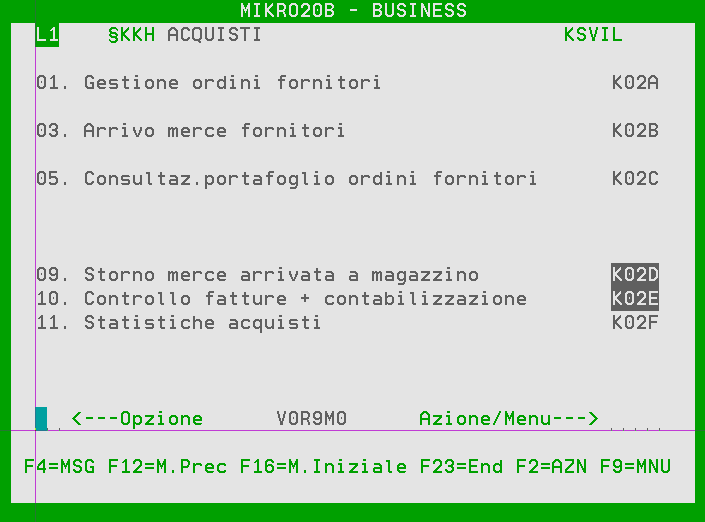 MIKRO20B - BUSINESS
L1 §KKH ACQUISTI KSVIL
01. Gestione ordini fornitori K02A
03. Arrivo merce fornitori K02B
05. Consultaz.portafoglio ordini fornitori K02C
09. Storno merce arrivata a magazzino K02D
10. Controllo fatture + contabilizzazione K02E
11. Statistiche acquisti K02F
<---Opzione V0R9M0 Azione/Menu--->
F4=MSG F12=M.Prec F16=M.Iniziale F23=End F2=AZN F9=MNU